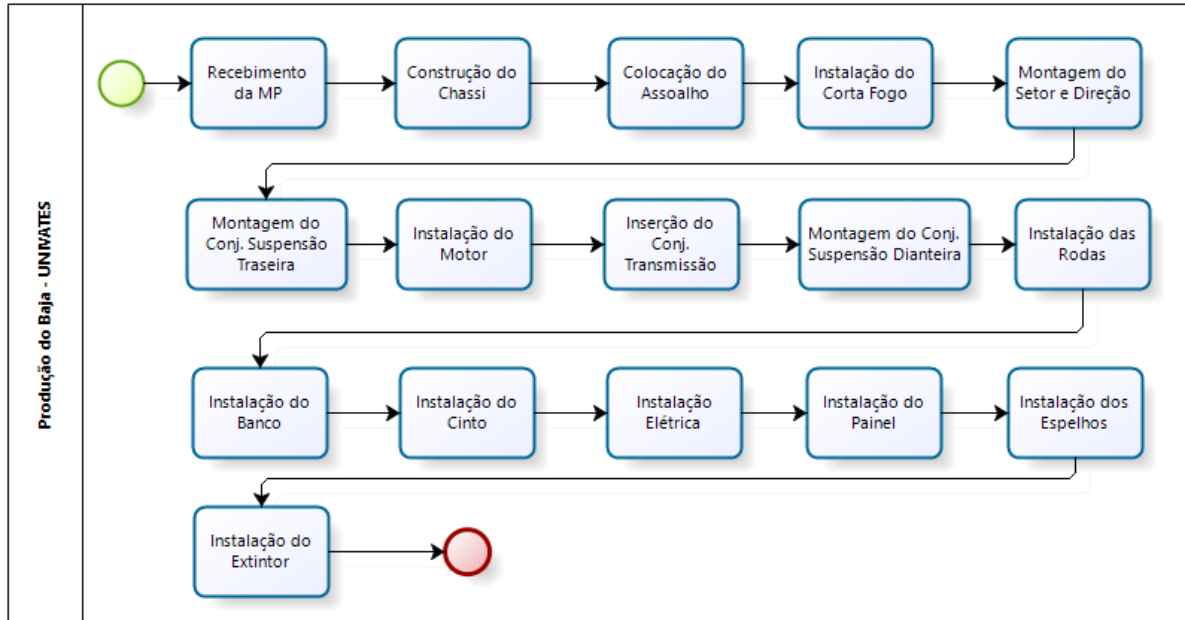 Produção do Baja - UNIVATES
Recebimento
da MP
Construção do
Chassi
Colocação do
Assoalho
Instalação do
Corta Fogo
Montagem do
Setor e Direção
Montagem do
Conj. Suspensão
Traseira
Instalação do
Motor
Inserção do
Conj.
Transmissão
Montagem do Conj.
Suspensão Dianteira
Instalação das
Rodas
Instalação do
Banco
Instalação do
Cinto
Instalação
Elétrica
Instalação do
Painel
Instalação dos
Espelhos
Instalação do
Extintor